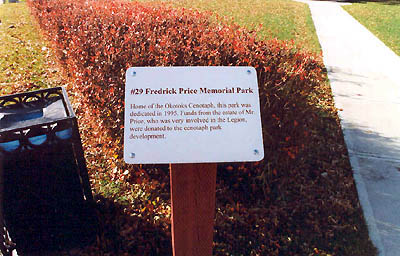 #29 Fredrick Price Memorial Park
Home of the Okotoks Cenotaph, this park was
dedicated in 1995. Funds from the estate of Mr.
Price, who was very involved in the Legion,
were donated to the cenotaph park
development.